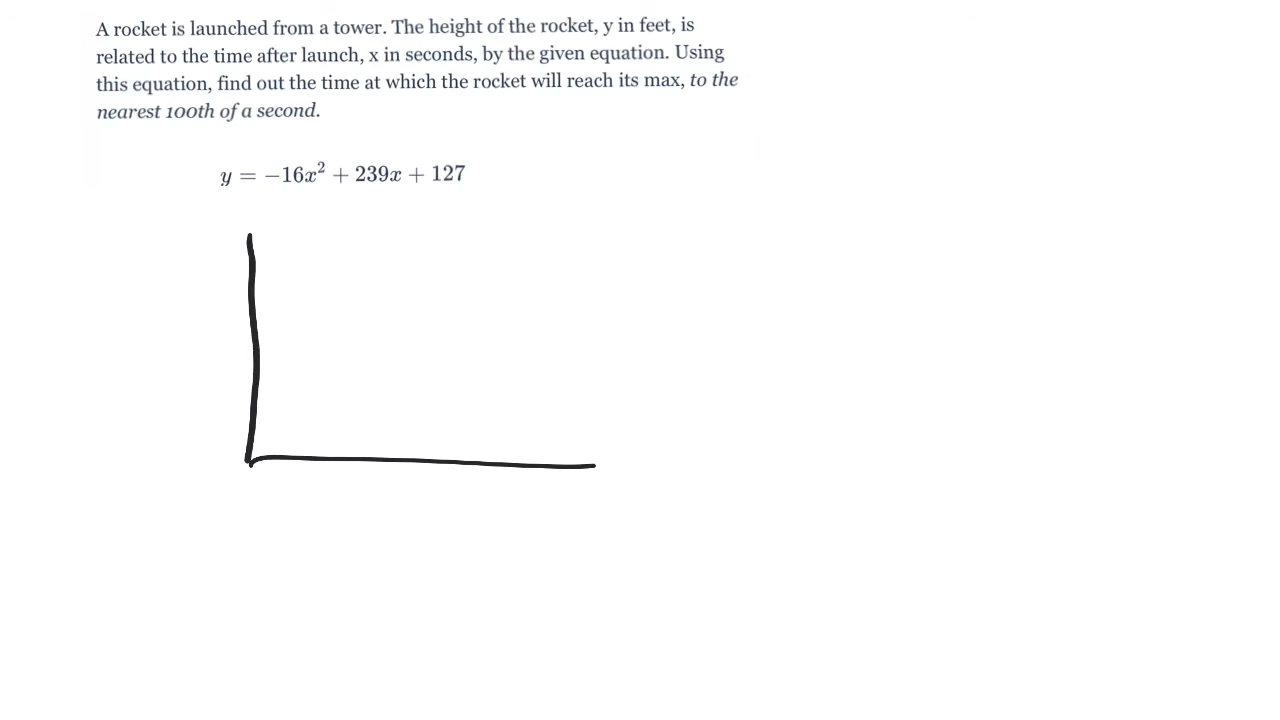 A rocket is launched from a tower. The height of the rocket, y in feet, is
related to the time after launch, x in seconds, by the given equation. Using
this equation, find out the time at which the rocket will reach its max, to the
nearest 100th of a second.
y = −16x² + 239x + 127